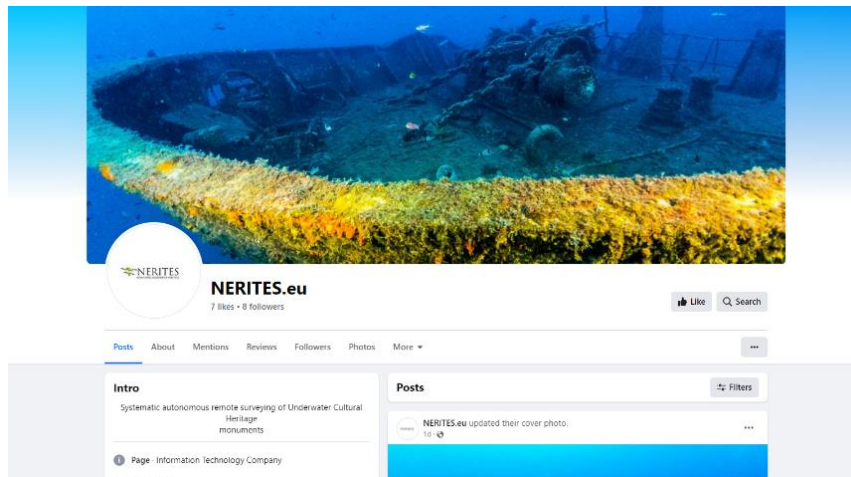 NERITES
NERITES.eu
7 likes • 8 followers
Like
Search
Posts
About
Mentions
Reviews
Followers
Photos
More
Intro
Systematic autonomous remote surveying of Underwater Cultural
Heritage
monuments
Page · Information Technology Company
Posts
Filters
NERITES.eu updated their cover photo.
1d